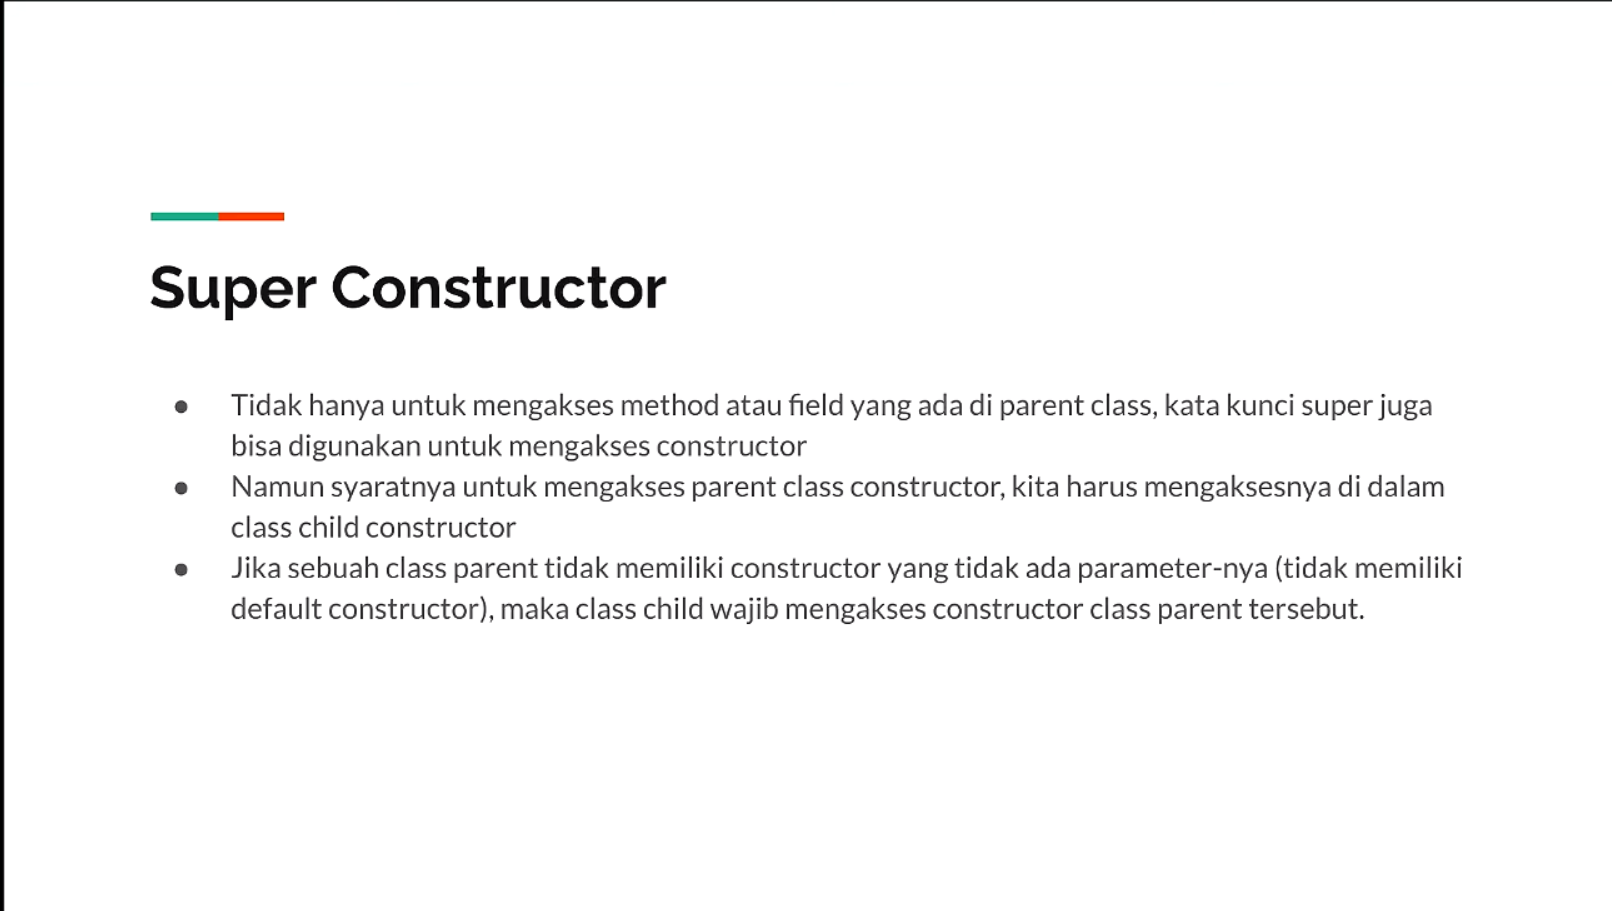 Super Constructor
● Tidak hanya untuk mengakses method atau field yang ada di parent class, kata kunci super juga
bisa digunakan untuk mengakses constructor
● Namun syaratnya untuk mengakses parent class constructor, kita harus mengaksesnya di dalam
class child constructor
● Jika sebuah class parent tidak memiliki constructor yang tidak ada parameter-nya (tidak memiliki
default constructor), maka class child wajib mengakses constructor class parent tersebut.